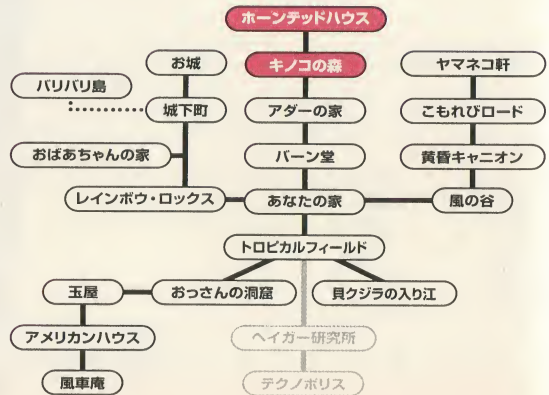 ホーンテッドハウス
お城
キノコの森
ヤマネコ軒
バリバリ島
城下町
アダーの家
こもれびロード
おばあちゃんの家
バーン堂
黄昏キャニオン
レインボウ・ロックス
あなたの家
風の谷
トロピカルフィールド
玉屋
おっさんの洞窟
貝クジラの入り江
アメリカンハウス
ヘイガー研究所
風車庵
テクノポリス